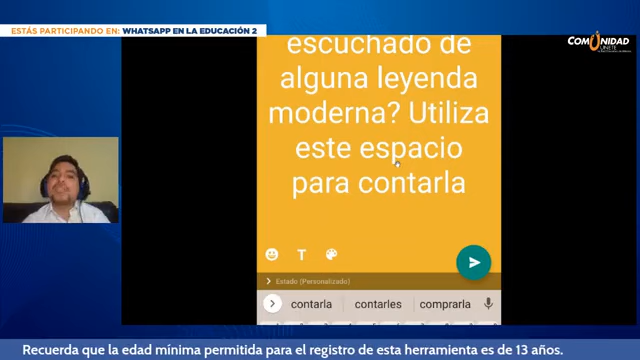 ESTÁS PARTICIPANDO EN: WHATSAPP EN LA EDUCACIÓN 2
COMUNIDAD
ÚNETE
escuchado de
alguna leyenda
moderna? Utiliza
este espacio
para contarla
T
Estado (Personalizado)
contarla contarles comprarla
Recuerda que la edad mínima permitida para el registro de esta herramienta es de 13 años.